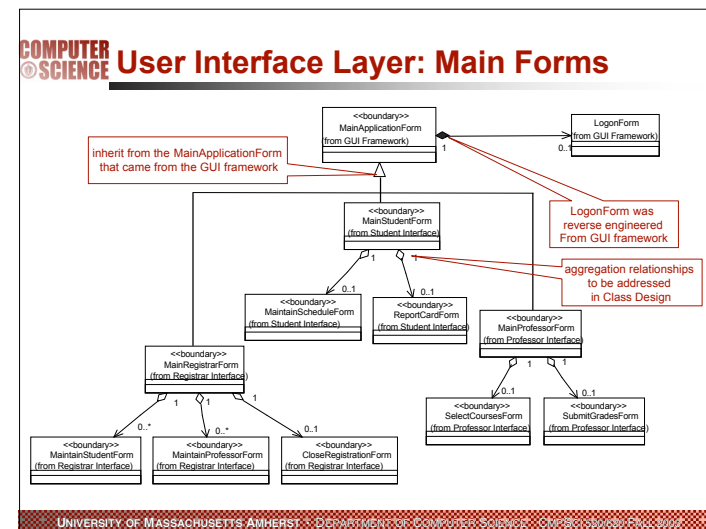 COMPUTER
SCIENCE
User Interface Layer: Main Forms
<<boundary>>
MainApplicationForm
(from GUI Framework)
1
0..1
LogonForm
(from GUI Framework)
inherit from the MainApplicationForm
that came from the GUI framework
LogonForm was
reverse engineered
From GUI framework
<<boundary>>
MainStudentForm
(from Student Interface)
1
1
aggregation relationships
to be addressed
in Class Design
0..1
0..1
<<boundary>>
MaintainScheduleForm
(from Student Interface)
<<boundary>>
ReportCardForm
(from Student Interface)
<<boundary>>
MainProfessorForm
(from Professor Interface)
1
1
<<boundary>>
MainRegistrarForm
(from Registrar Interface)
1
1
1
0..1
0..1
<<boundary>>
SelectCoursesForm
(from Professor Interface)
<<boundary>>
SubmitGradesForm
(from Professor Interface)
0..*
0..*
0..1
<<boundary>>
MaintainStudentForm
(from Registrar Interface)
<<boundary>>
MaintainProfessorForm
(from Registrar Interface)
<<boundary>>
CloseRegistrationForm
(from Registrar Interface)
UNIVERSITY OF MASSACHUSETTS AMHERST · DEPARTMENT OF COMPUTER SCIENCE · CMPSCI 520/620 FALL